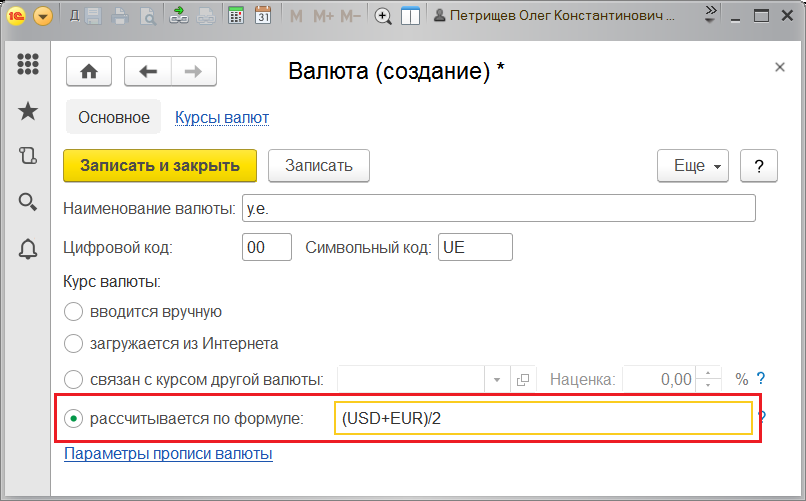 1С Д M M+ M- 31 Петрищев Олег Константинович ...
Валюта (создание) *
Основное Курсы валют
Записать и закрыть Записать Еще ?
Наименование валюты: у.е.
Цифровой код: 00 Символьный код: UE
Курс валюты:
вводится вручную
загружается из Интернета
связан с курсом другой валюты: Наценка: 0,00 % ?
рассчитывается по формуле: (USD+EUR)/2 ?
Параметры прописи валюты